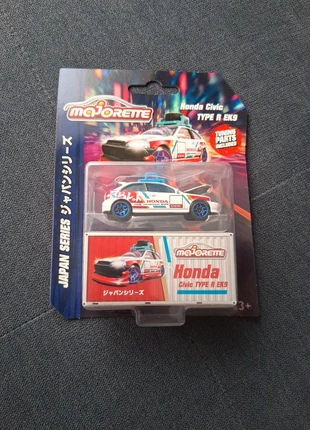 majORETTE
Honda Civic
TYPE R EK9
TUNING
PARTS
INCLUDED
JAPAN SERIES ジャパンシリーズ
HONDA
majORETTE
Honda
Civic TYPE R EK9
ジャパンシリーズ
3+